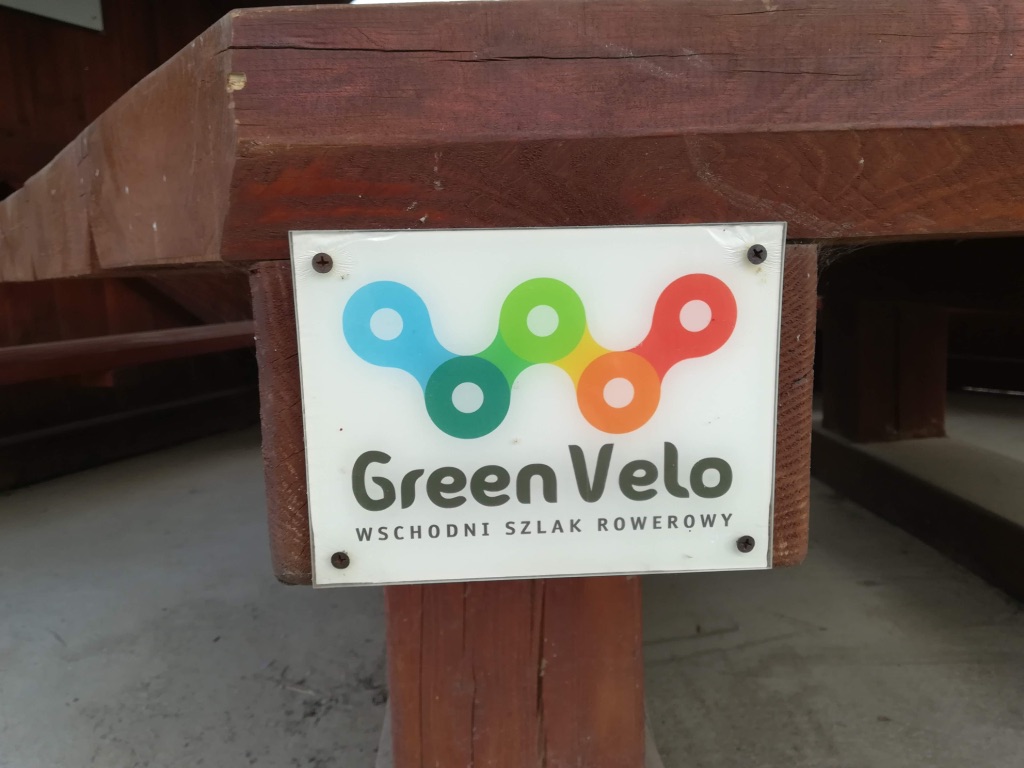 Green Velo
WSCHODNI SZLAK ROWEROWY